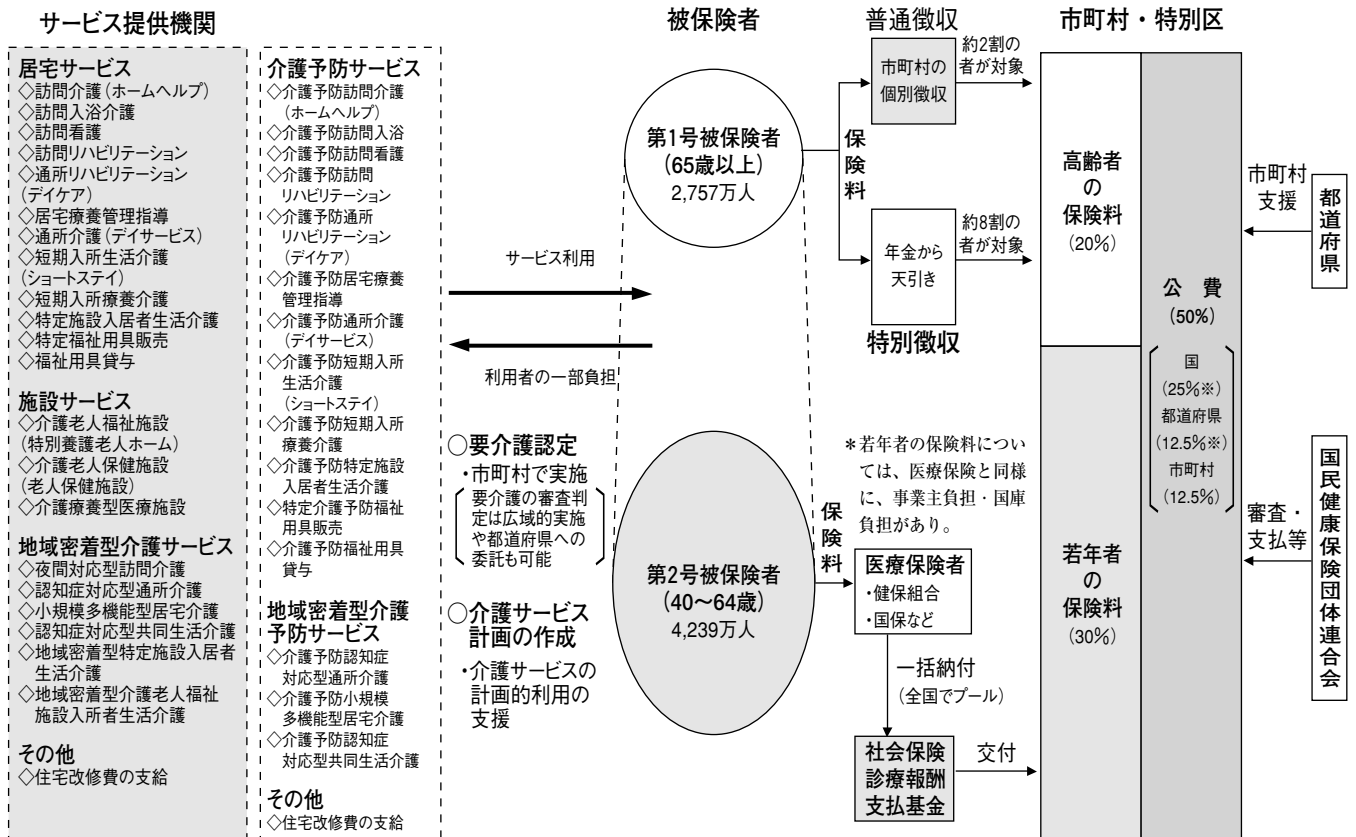 サービス提供機関
居宅サービス
◇訪問介護（ホームヘルプ）
◇訪問入浴介護
◇訪問看護
◇訪問リハビリテーション
◇通所リハビリテーション
(デイケア)
◇居宅療養管理指導
◇通所介護（デイサービス）
◇短期入所生活介護
(ショートステイ)
◇短期入所療養介護
◇特定施設入居者生活介護
◇特定福祉用具販売
◇福祉用具貸与
施設サービス
◇介護老人福祉施設
(特別養護老人ホーム)
◇介護老人保健施設
(老人保健施設)
◇介護療養型医療施設
地域密着型介護サービス
◇夜間対応型訪問介護
◇認知症対応型通所介護
◇小規模多機能型居宅介護
◇認知症対応型共同生活介護
◇地域密着型特定施設入居者
生活介護
◇地域密着型介護老人福祉
施設入所者生活介護
その他
◇住宅改修費の支給
介護予防サービス
◇介護予防訪問介護
（ホームヘルプ）
◇介護予防訪問入浴
◇介護予防訪問看護
◇介護予防訪問
リハビリテーション
◇介護予防通所
リハビリテーション
（デイケア）
◇介護予防居宅療養
管理指導
◇介護予防通所介護
（デイサービス）
◇介護予防短期入所
生活介護
（ショートステイ）
◇介護予防短期入所
療養介護
◇介護予防特定施設
入居者生活介護
◇特定介護予防福祉
用具販売
◇介護予防福祉用具
貸与
地域密着型介護
予防サービス
◇介護予防認知症
対応型通所介護
◇介護予防小規模
多機能型居宅介護
◇介護予防認知症
対応型共同生活介護
その他
◇住宅改修費の支給
サービス利用
利用者の一部負担
○要介護認定
・市町村で実施
要介護の審査判
定は広域的実施
や都道府県への
委託も可能
○介護サービス
計画の作成
・介護サービスの
計画的利用の
支援
被保険者
第1号被保険者
(65歳以上)
2,757万人
第2号被保険者
(40～64歳)
4,239万人
保険料
普通徴収
市町村の
個別徴収
約2割の
者が対象
年金から
天引き
約8割の
者が対象
特別徴収
＊若年者の保険料につい
ては、医療保険と同様
に、事業主負担・国庫
負担があり。
保険料
医療保険者
・健保組合
・国保など
一括納付
(全国でプール)
社会保険
診療報酬
支払基金
交付
市町村・特別区
高齢者
の
保険料
(20%)
若年者
の
保険料
(30%)
公　費
(50%)
国
(25%※)
都道府県
(12.5%※)
市町村
(12.5%)
市町村
支援
都道府県
審査・
支払等
国民健康保険団体連合会